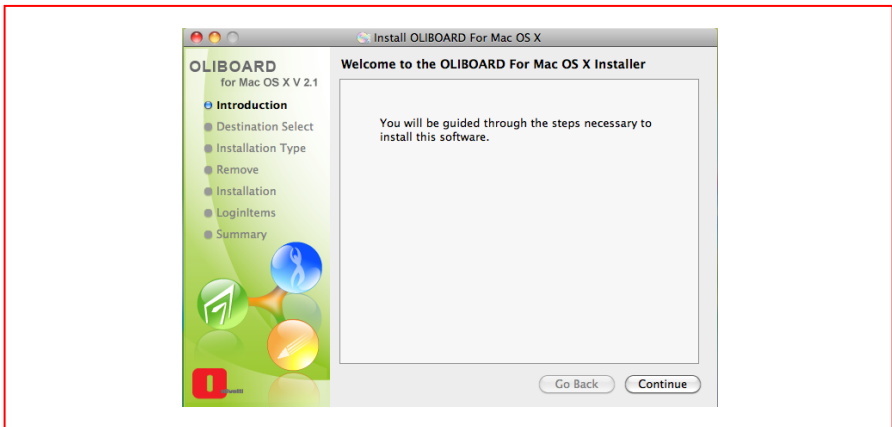 Install OLIBOARD For Mac OS X
OLIBOARD
for Mac OS X V 2.1
Introduction
Destination Select
Installation Type
Remove
Installation
LoginItems
Summary
Welcome to the OLIBOARD For Mac OS X Installer
You will be guided through the steps necessary to
install this software.
olivetti
Go Back
Continue